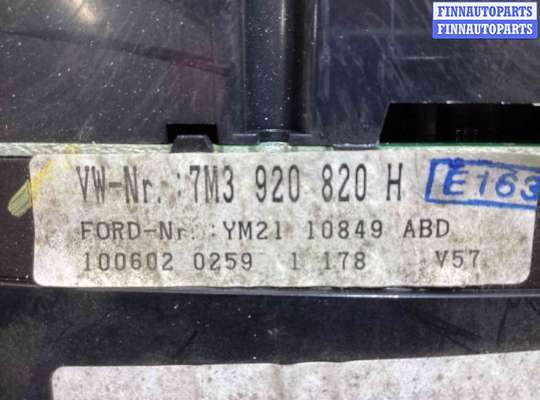 FINNAUTOPARTS
FINNAUTOPARTS
VW-Nr.:7M3 920 820 H
E163
FORD-Nr.:YM21 10849 ABD
100602 0259 1 178 V57